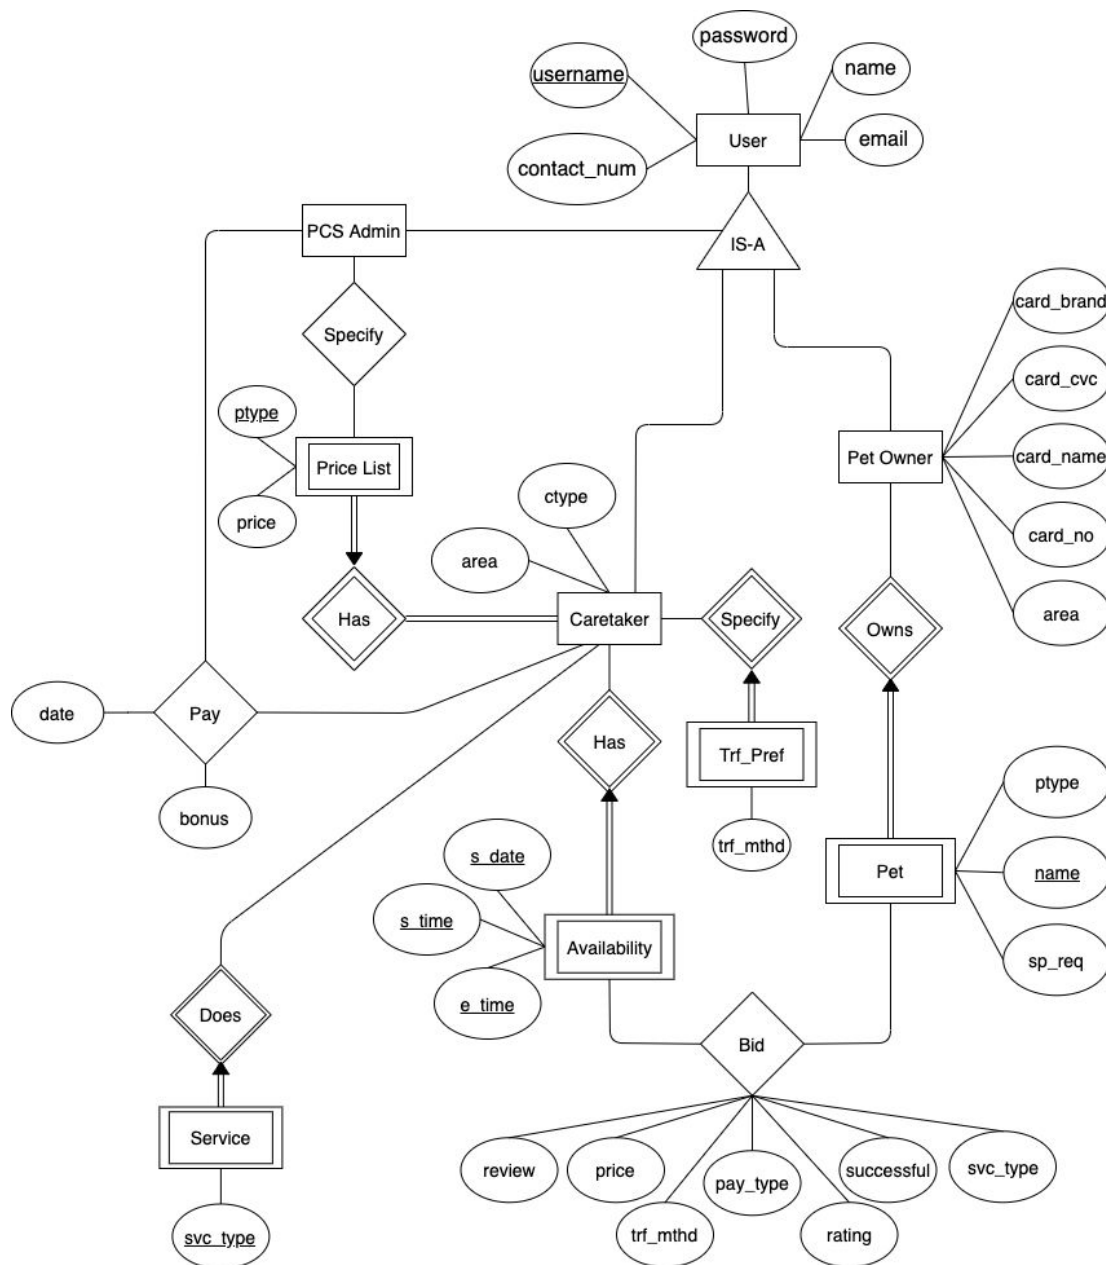 password
username
name
User
email
contact_num
PCS Admin
IS-A
card_brand
Specify
card_cvc
ptype
Price List
Pet Owner
card_name
ctype
price
card_no
area
Has
Caretaker
Specify
Owns
area
date
Pay
Has
Trf_Pref
ptype
bonus
trf_mthd
s_date
Pet
name
s_time
Availability
sp_req
e_time
Does
Bid
Service
review
price
pay_type
successful
svc_type
svc_type
trf_mthd
rating